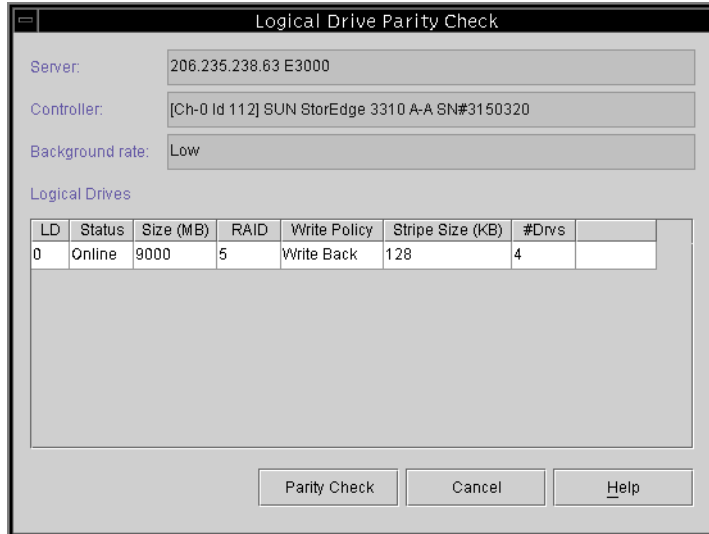 Logical Drive Parity Check
Server: 206.235.238.63 E3000
Controller: [Ch-0 Id 112] SUN StorEdge 3310 A-A SN#3150320
Background rate: Low
Logical Drives
LD Status Size (MB) RAID Write Policy Stripe Size (KB) #Drvs
0 Online 9000 5 Write Back 128 4
Parity Check Cancel Help